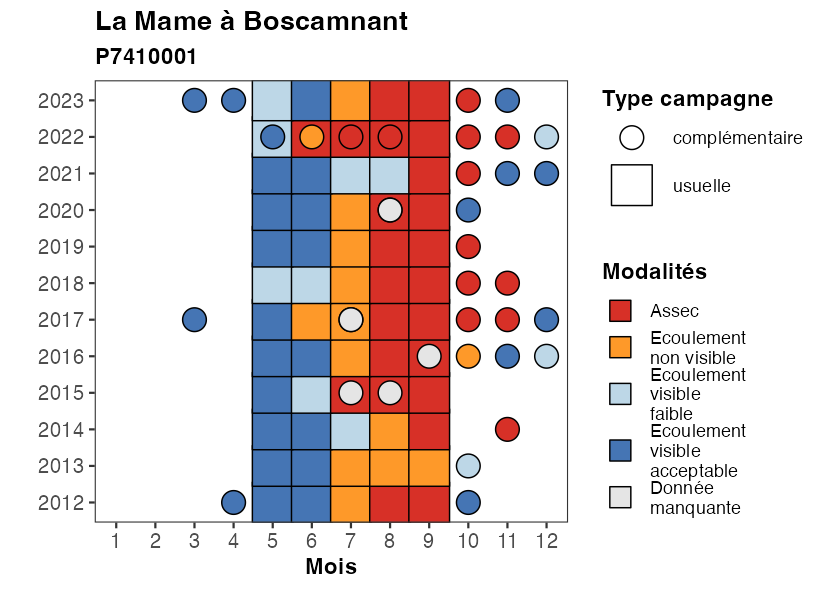 La Mame à Boscamnant
P7410001
2023
2022
2021
2020
2019
2018
2017
2016
2015
2014
2013
2012
1 2 3 4 5 6 7 8 9 10 11 12
Mois
Type campagne
complémentaire
usuelle
Modalités
Assec
Ecoulement
non visible
Ecoulement
visible
faible
Ecoulement
visible
acceptable
Donnée
manquante